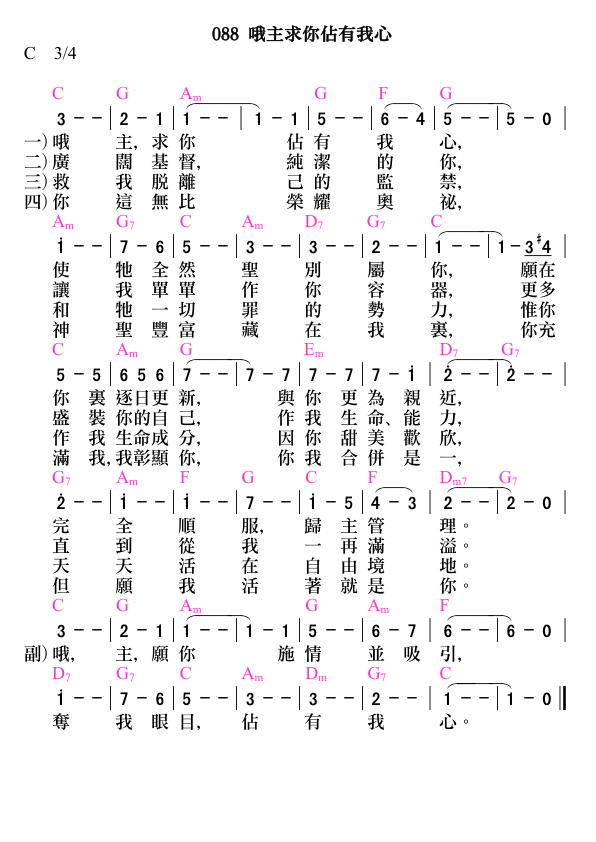 088 哦主求你佔有我心
C 3/4
C G Am G F G
3 - - | 2 - 1 | 1 - - | 1 - 1 | 5 - - | 6 - 4 | 5 - - | 5 - 0 |
一)哦 主, 求 你 佔 有 我 心,
二)廣 闊 基 督, 純 潔 的 你,
三)救 我 脫 離 己 的 監 禁,
四)你 這 無 比 榮 耀 奧 祕,
Am G7 C Am D7 G7 C
i - - | 7 - 6 | 5 - - | 3 - - | 3 - - | 2 - - | 1 - - | 1 - 3 #4 |
使 牠 全 然 聖 別 屬 你, 願在
讓 我 單 單 作 你 容 器, 更多
和 牠 一 切 罪 的 勢 力, 惟你
神 聖 豐 富 藏 在 我 裏, 你充
C Am G Em D7 G7
5 - 5 | 6 5 6 | 7 - - | 7 - 7 | 7 - 7 | 7 - i | 2̇ - - | 2̇ - - |
你 裏 逐日更 新, 與 你 更 為 親 近,
盛 裝 你的自 己, 作 我 生 命、能 力,
作 我 生命成 分, 因 你 甜 美 歡 欣,
滿 我,我彰顯 你, 你 我 合 併 是 一,
G7 Am F G C F Dm7 G7
2̇ - - | i - - | i - - | 7 - - | i - 5 | 4 - 3 | 2 - - | 2 - 0 |
完 全 順 服, 歸 主 管 理。
直 到 從 我 一 再 滿 溢。
天 天 活 在 自 由 境 地。
但 願 我 活 著 就 是 你。
C G Am G Am F
3 - - | 2 - 1 | 1 - - | 1 - 1 | 5 - - | 6 - 7 | 6 - - | 6 - 0 |
副)哦, 主, 願 你 施 情 並 吸 引,
D7 G7 C Am Dm G7 C
i - - | 7 - 6 | 5 - - | 3 - - | 3 - - | 2 - - | 1 - - | 1 - 0 ‖
奪 我 眼 目, 佔 有 我 心。